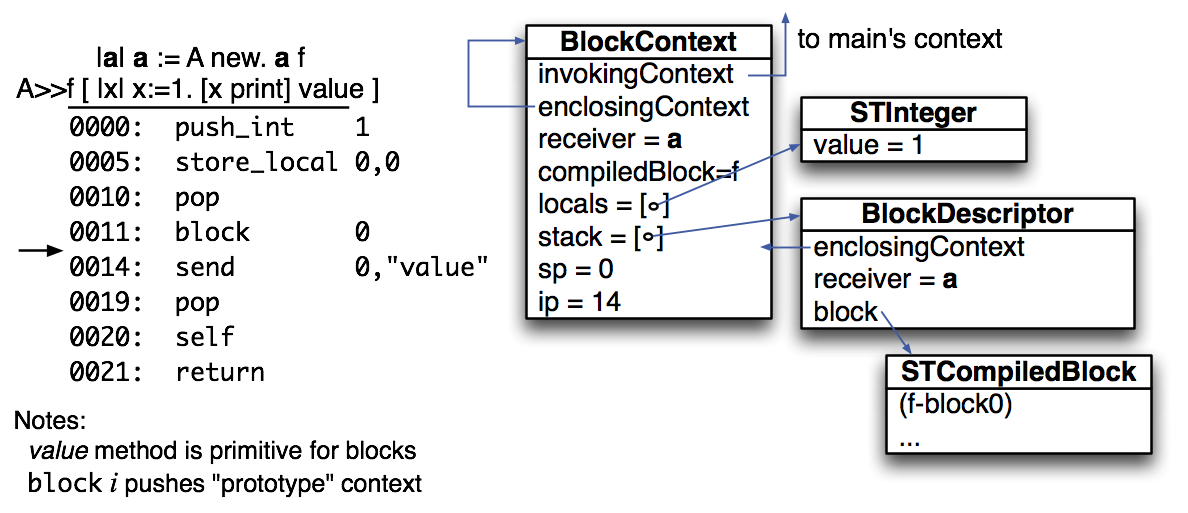 |a| a := A new. a f
A>>f [ |x| x:=1. [x print] value ]
0000: push_int 1
0005: store_local 0,0
0010: pop
0011: block 0
0014: send 0,"value"
0019: pop
0020: self
0021: return
Notes:
value method is primitive for blocks
block i pushes "prototype" context
BlockContext
invokingContext
enclosingContext
receiver = a
compiledBlock=f
locals = [ ]
stack = [ ]
sp = 0
ip = 14
to main's context
STInteger
value = 1
BlockDescriptor
enclosingContext
receiver = a
block
STCompiledBlock
(f-block0)
...